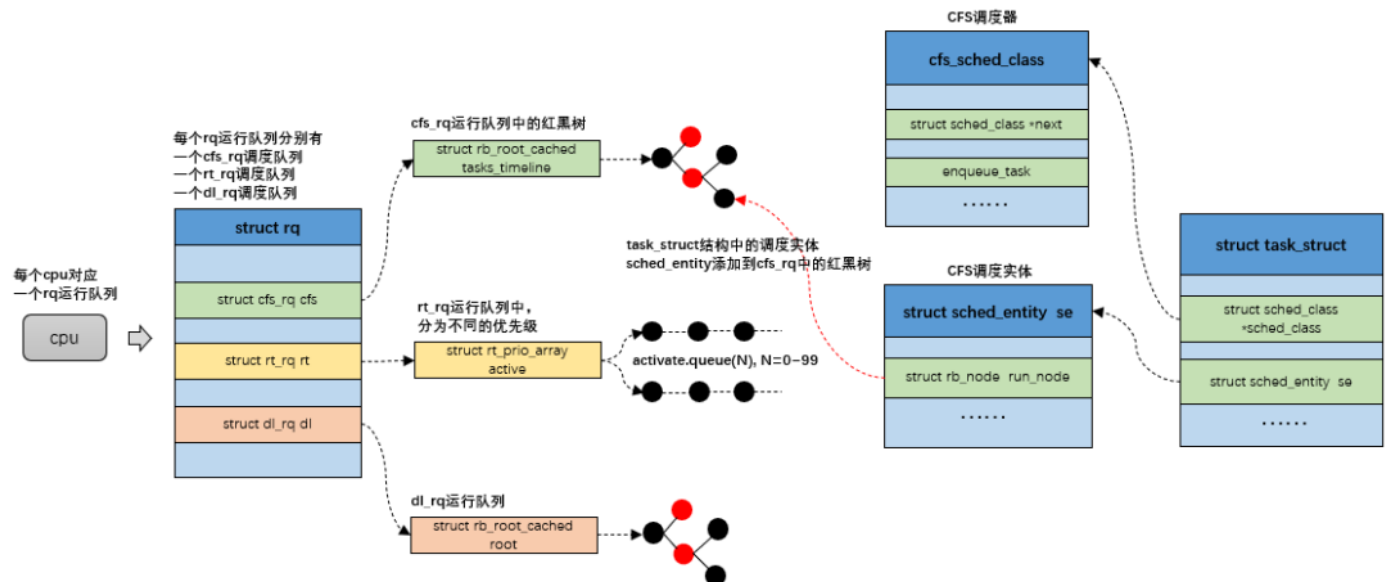 每个cpu对应
一个rq运行队列
cpu
每个rq运行队列分别有
一个cfs_rq调度队列
一个rt_rq调度队列
一个dl_rq调度队列
struct rq
struct cfs_rq cfs
struct rt_rq rt
struct dl_rq dl
cfs_rq运行队列中的红黑树
struct rb_root_cached
tasks_timeline
rt_rq运行队列中，
分为不同的优先级
struct rt_prio_array
active
activate.queue(N), N=0-99
dl_rq运行队列
struct rb_root_cached
root
task_struct结构中的调度实体
sched_entity添加到cfs_rq中的红黑树
CFS调度器
cfs_sched_class
struct sched_class *next
enqueue_task
······
CFS调度实体
struct sched_entity se
struct rb_node run_node
······
struct task_struct
struct sched_class
*sched_class
struct sched_entity se
······